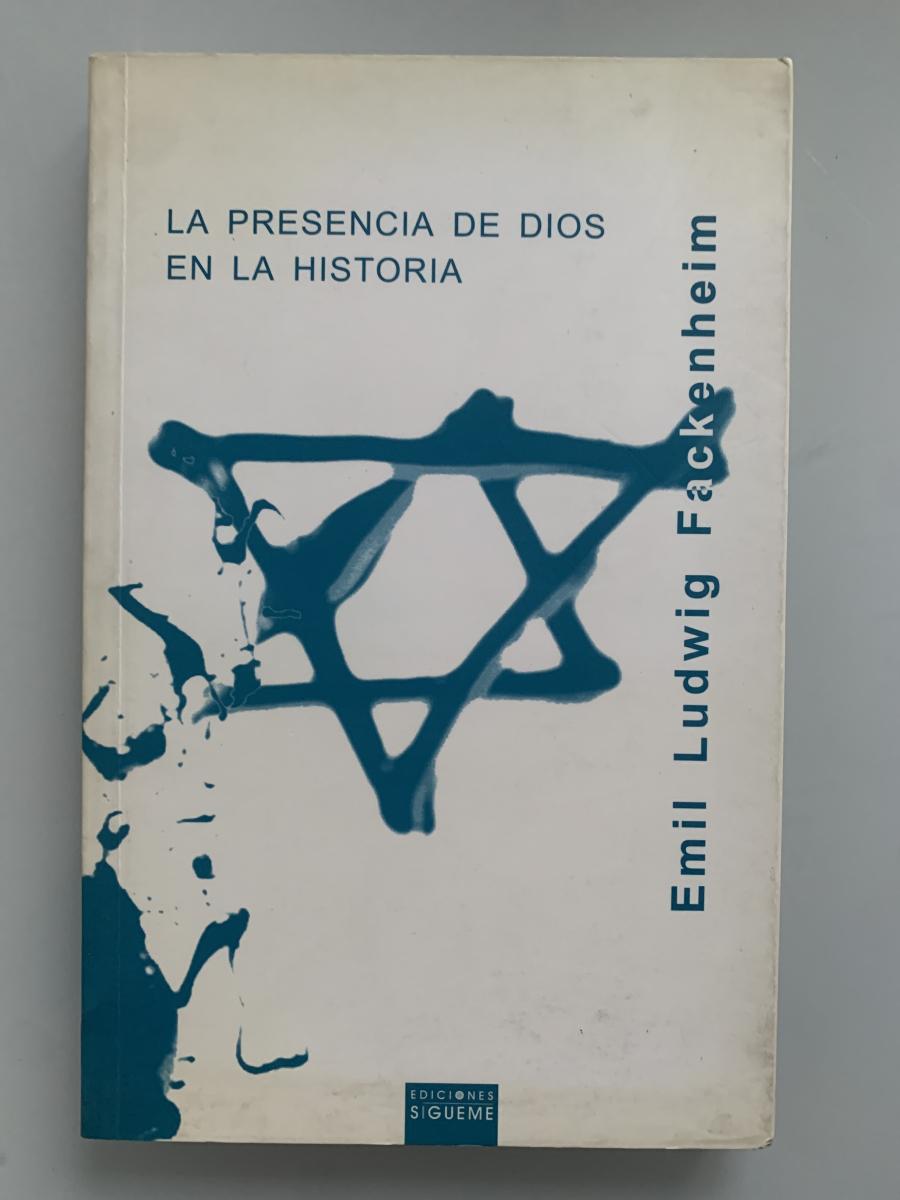 LA PRESENCIA DE DIOS
EN LA HISTORIA
Emil Ludwig Fackenheim
EDICIONES
SIGUEME